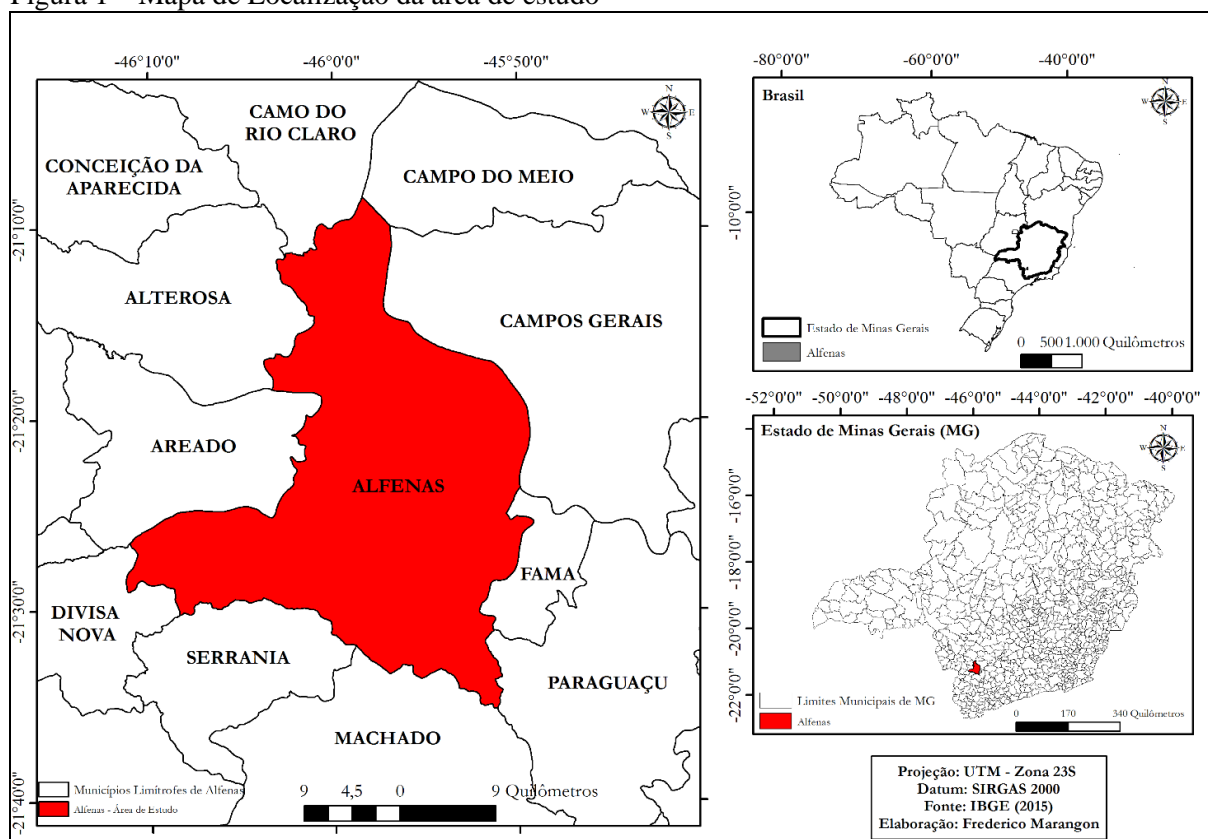 Figura 1 – Mapa de Localização da área de estudo
-46°10'0"
-46°0'0"
-45°50'0"
-21°10'0"
-21°20'0"
-21°30'0"
-21°40'0"
N
W
E
S
CAMO DO
RIO CLARO
CONCEIÇÃO DA
APARECIDA
CAMPO DO MEIO
ALTEROSA
CAMPOS GERAIS
AREADO
ALFENAS
FAMA
DIVISA
NOVA
SERRANIA
PARAGUAÇU
MACHADO
Municípios Limítrofes de Alfenas
Alfenas - Área de Estudo
9 4,5 0 9 Quilômetros
-80°0'0"
-60°0'0"
-40°0'0"
-10°0'0"
Brasil
N
W
E
S
Estado de Minas Gerais
Alfenas
0 500 1.000 Quilômetros
-52°0'0"
-50°0'0"
-48°0'0"
-46°0'0"
-44°0'0"
-42°0'0"
-40°0'0"
-16°0'0"
-18°0'0"
-20°0'0"
-22°0'0"
Estado de Minas Gerais (MG)
N
W
E
S
Limites Municipais de MG
Alfenas
0 170 340 Quilômetros
Projeção: UTM - Zona 23S
Datum: SIRGAS 2000
Fonte: IBGE (2015)
Elaboração: Frederico Marangon